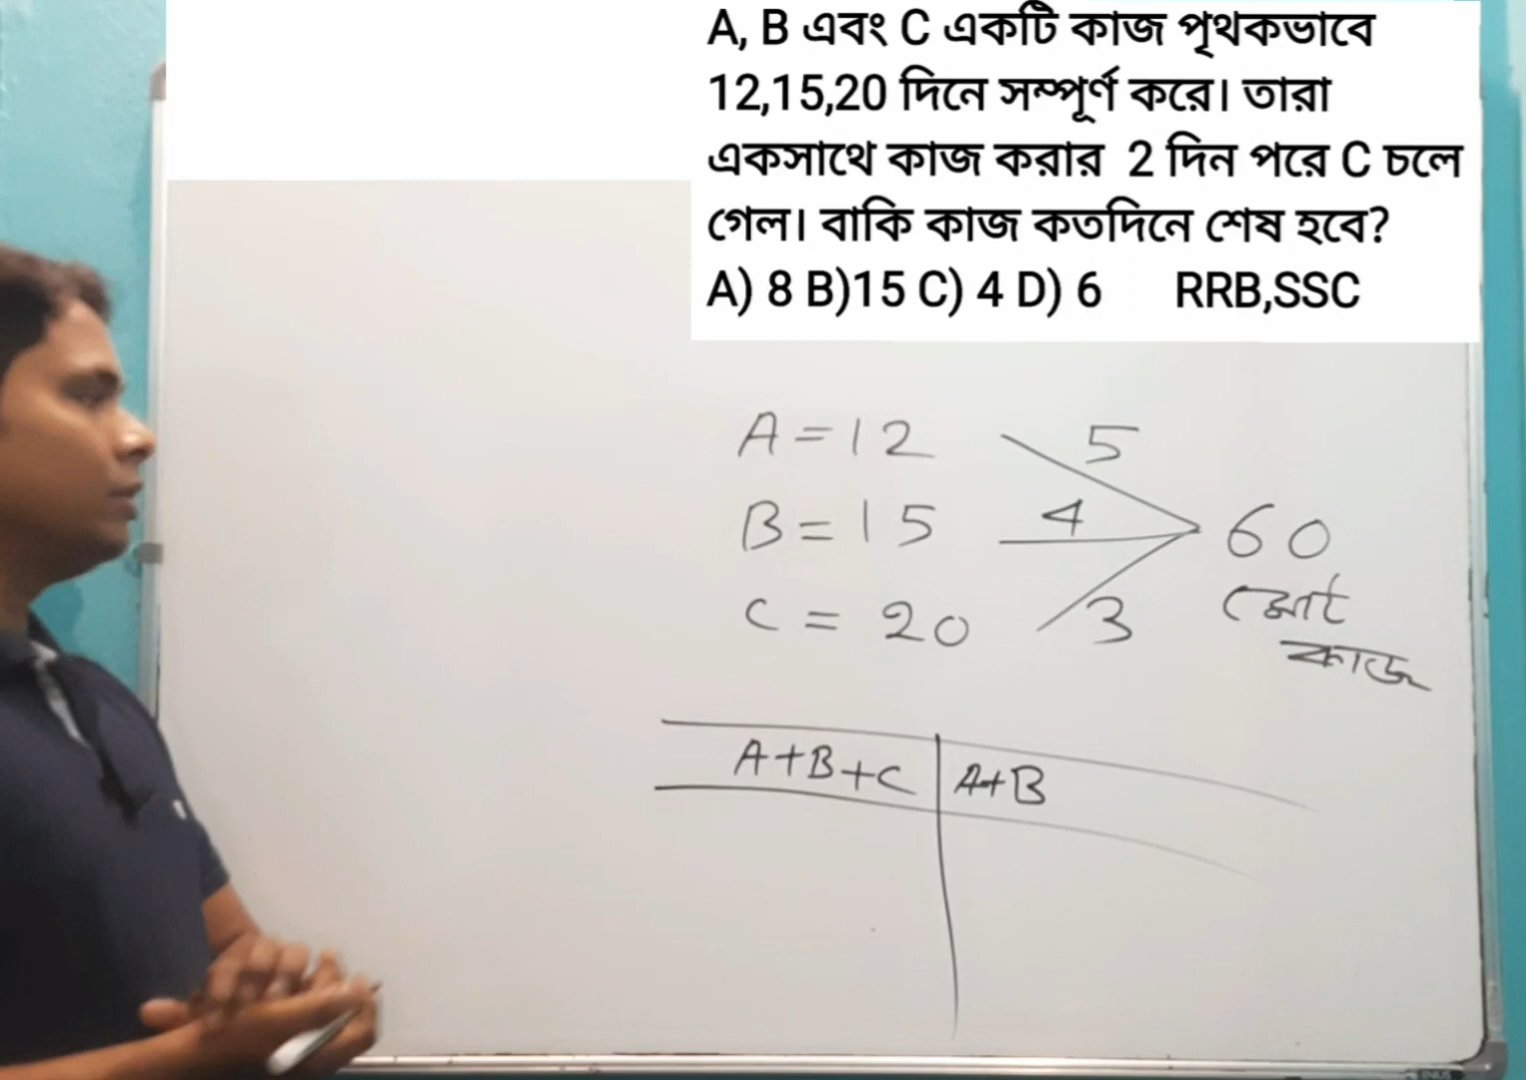 A, B এবং C একটি কাজ পৃথকভাবে
12,15,20 দিনে সম্পূর্ণ করে। তারা
একসাথে কাজ করার 2 দিন পরে C চলে
গেল। বাকি কাজ কতদিনে শেষ হবে?
A) 8 B)15 C) 4 D) 6 RRB,SSC
A = 12 5
B = 15 4 60
C = 20 3 মোট
কাজ
A+B+C A+B